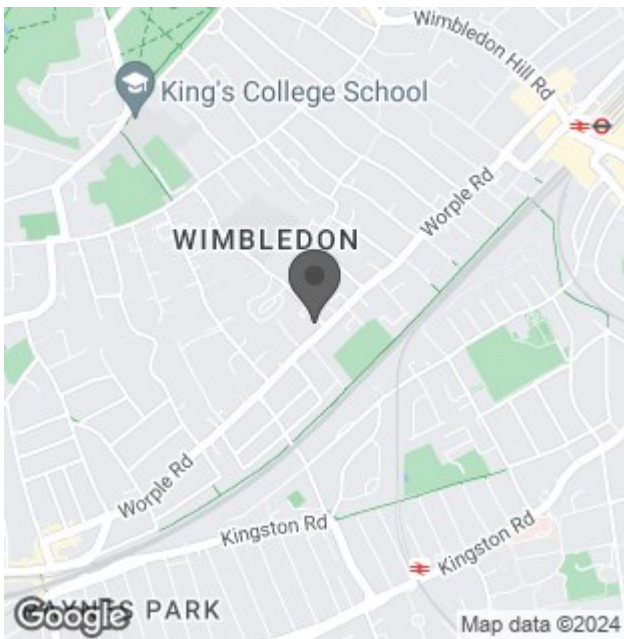 Wimbledon Hill Rd
King's College School
Worple Rd
WIMBLEDON
Worple Rd
Kingston Rd
Kingston Rd
PARK
Google
Map data ©2024